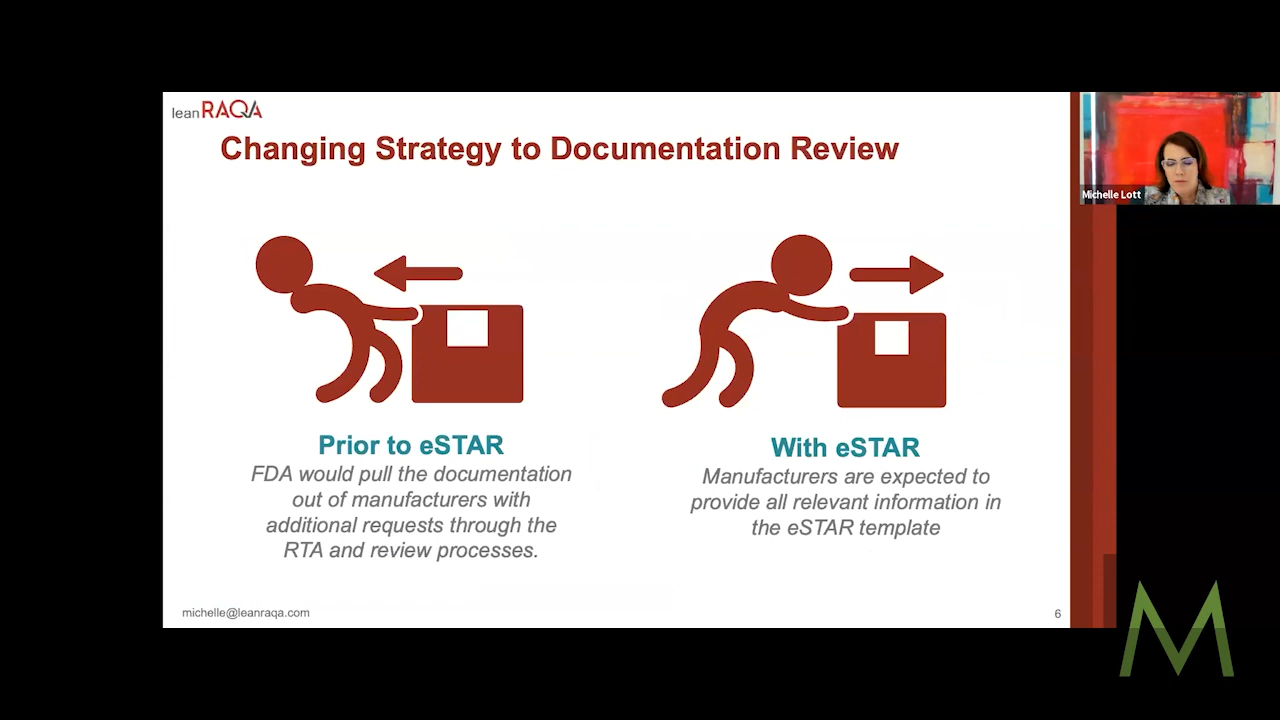 lean RAQA
Changing Strategy to Documentation Review
Michelle Lott
Prior to eSTAR
FDA would pull the documentation
out of manufacturers with
additional requests through the
RTA and review processes.
With eSTAR
Manufacturers are expected to
provide all relevant information in
the eSTAR template
michelle@leanraqa.com
6
M